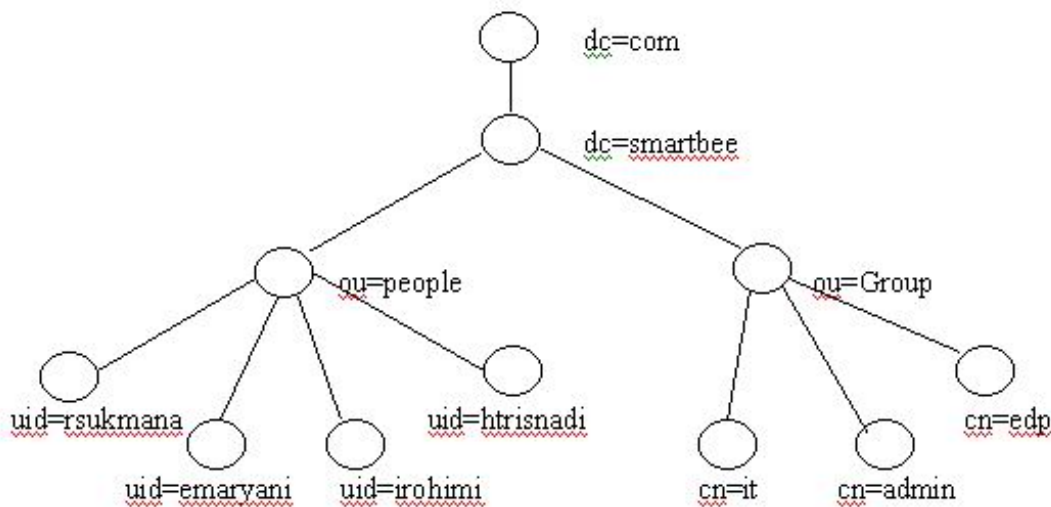 dc=com
dc=smartbee
ou=people
ou=Group
uid=rsukmana
uid=htrisnadi
cn=edp
uid=emaryani
uid=irohimi
cn=it
cn=admin